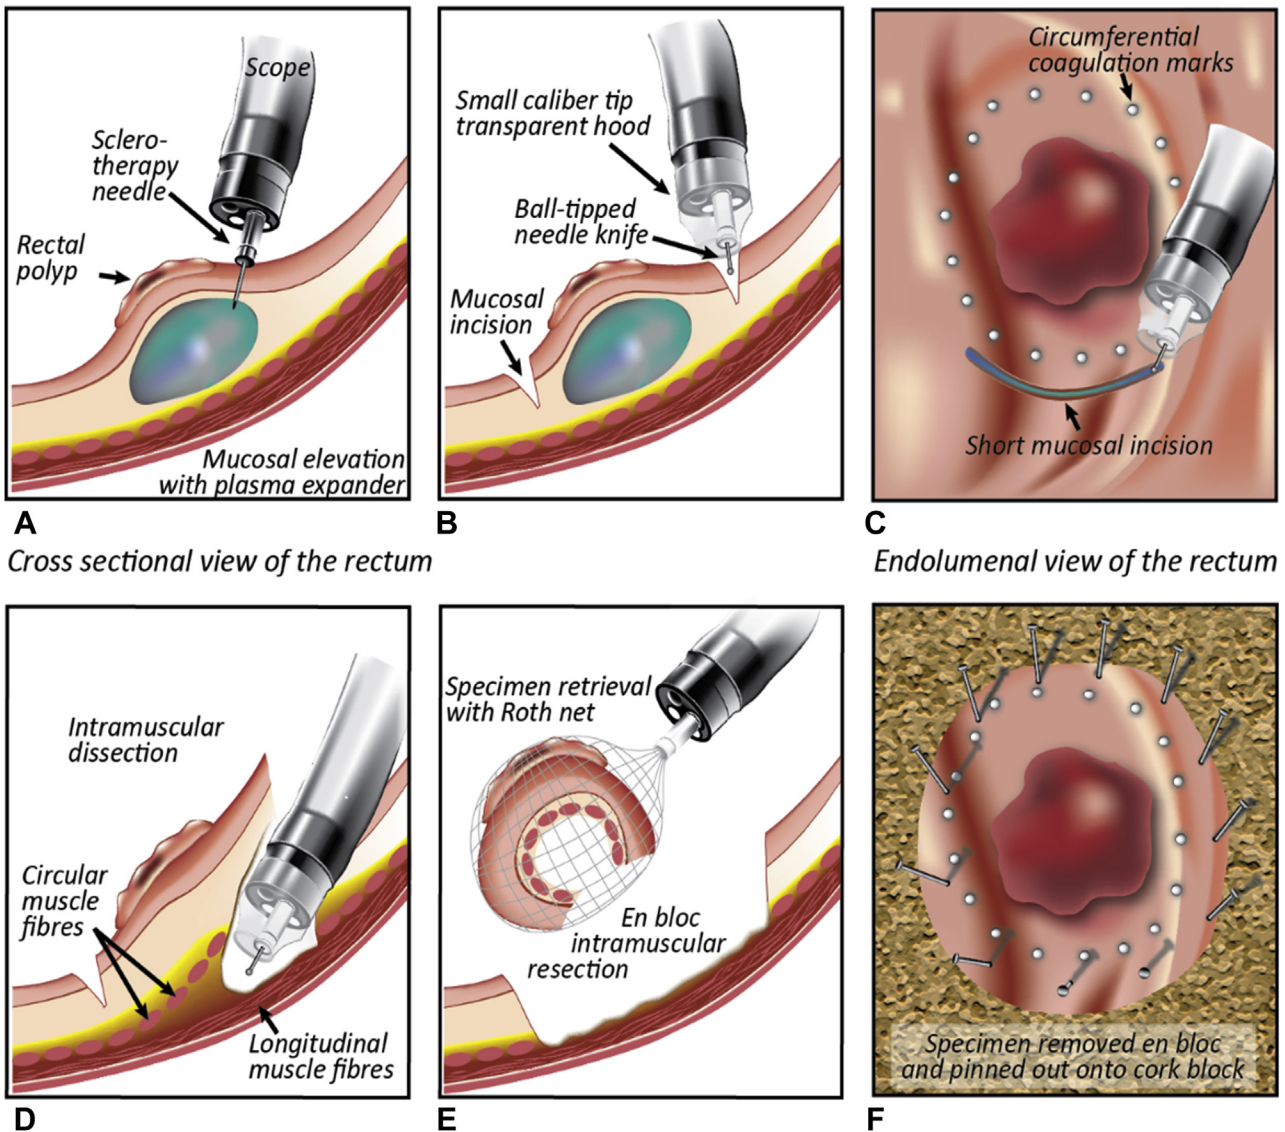 Scope
Sclero-
therapy
needle
Rectal
polyp
Mucosal elevation
with plasma expander
A
Small caliber tip
transparent hood
Ball-tipped
needle knife
Mucosal
incision
B
Circumferential
coagulation marks
Short mucosal incision
C
Cross sectional view of the rectum
Endolumenal view of the rectum
Intramuscular
dissection
Circular
muscle
fibres
Longitudinal
muscle fibres
D
Specimen retrieval
with Roth net
En bloc
intramuscular
resection
E
Specimen removed en bloc
and pinned out onto cork block
F